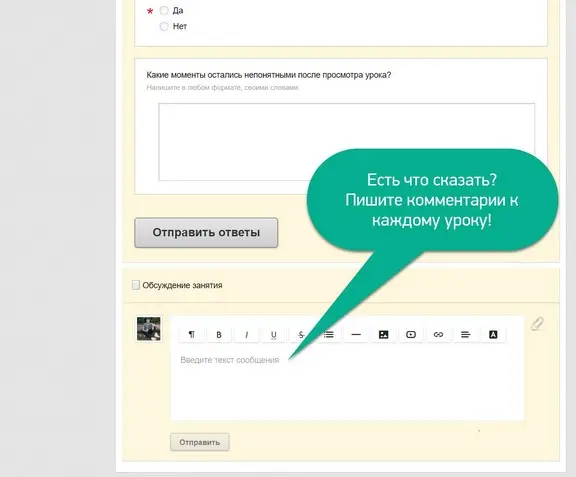 * Да
Нет
Какие моменты остались непонятными после просмотра урока?
Напишите в любом формате, своими словами
Есть что сказать?
Пишите комментарии к
каждому уроку!
Отправить ответы
Обсуждение занятия
¶ B I U S A
Введите текст сообщения
Отправить